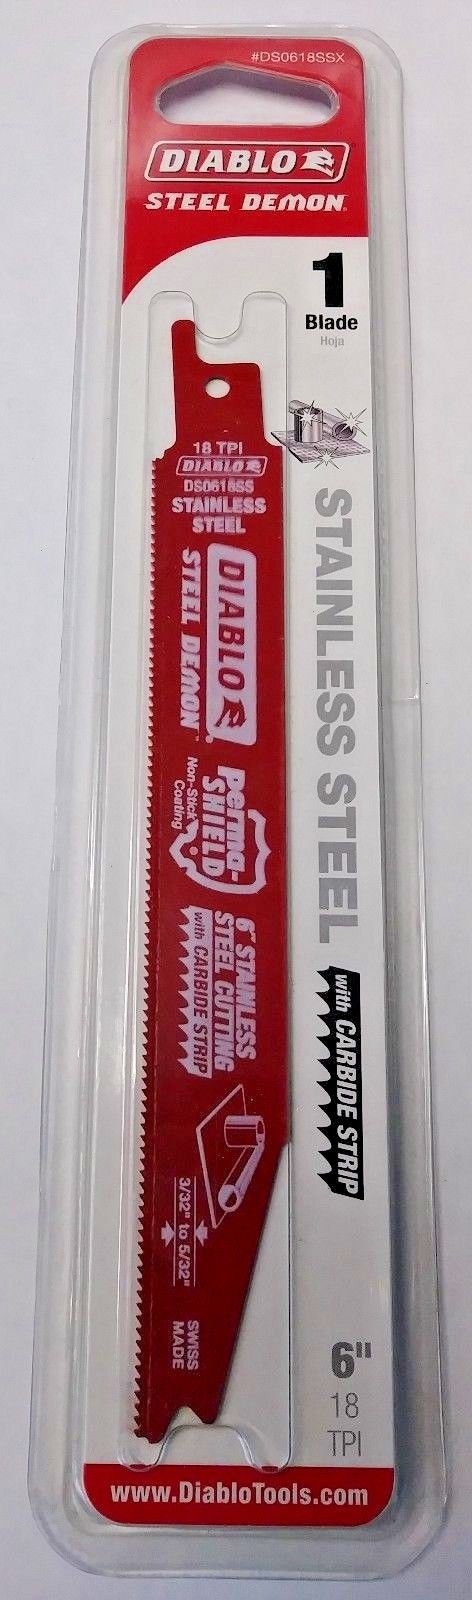 #DS0618SSX
DIABLO
STEEL DEMON
1
Blade
Hoja
18 TPI
DIABLO
DS0618SS
STAINLESS
STEEL
DIABLO
STEEL DEMON™
Perma-
SHIELD®
Non-Stick
Coating
6" STAINLESS
STEEL CUTTING
with CARBIDE STRIP
3/32" to 5/32"
SWISS
MADE
STAINLESS STEEL
with CARBIDE STRIP
6"
18
TPI
www.DiabloTools.com